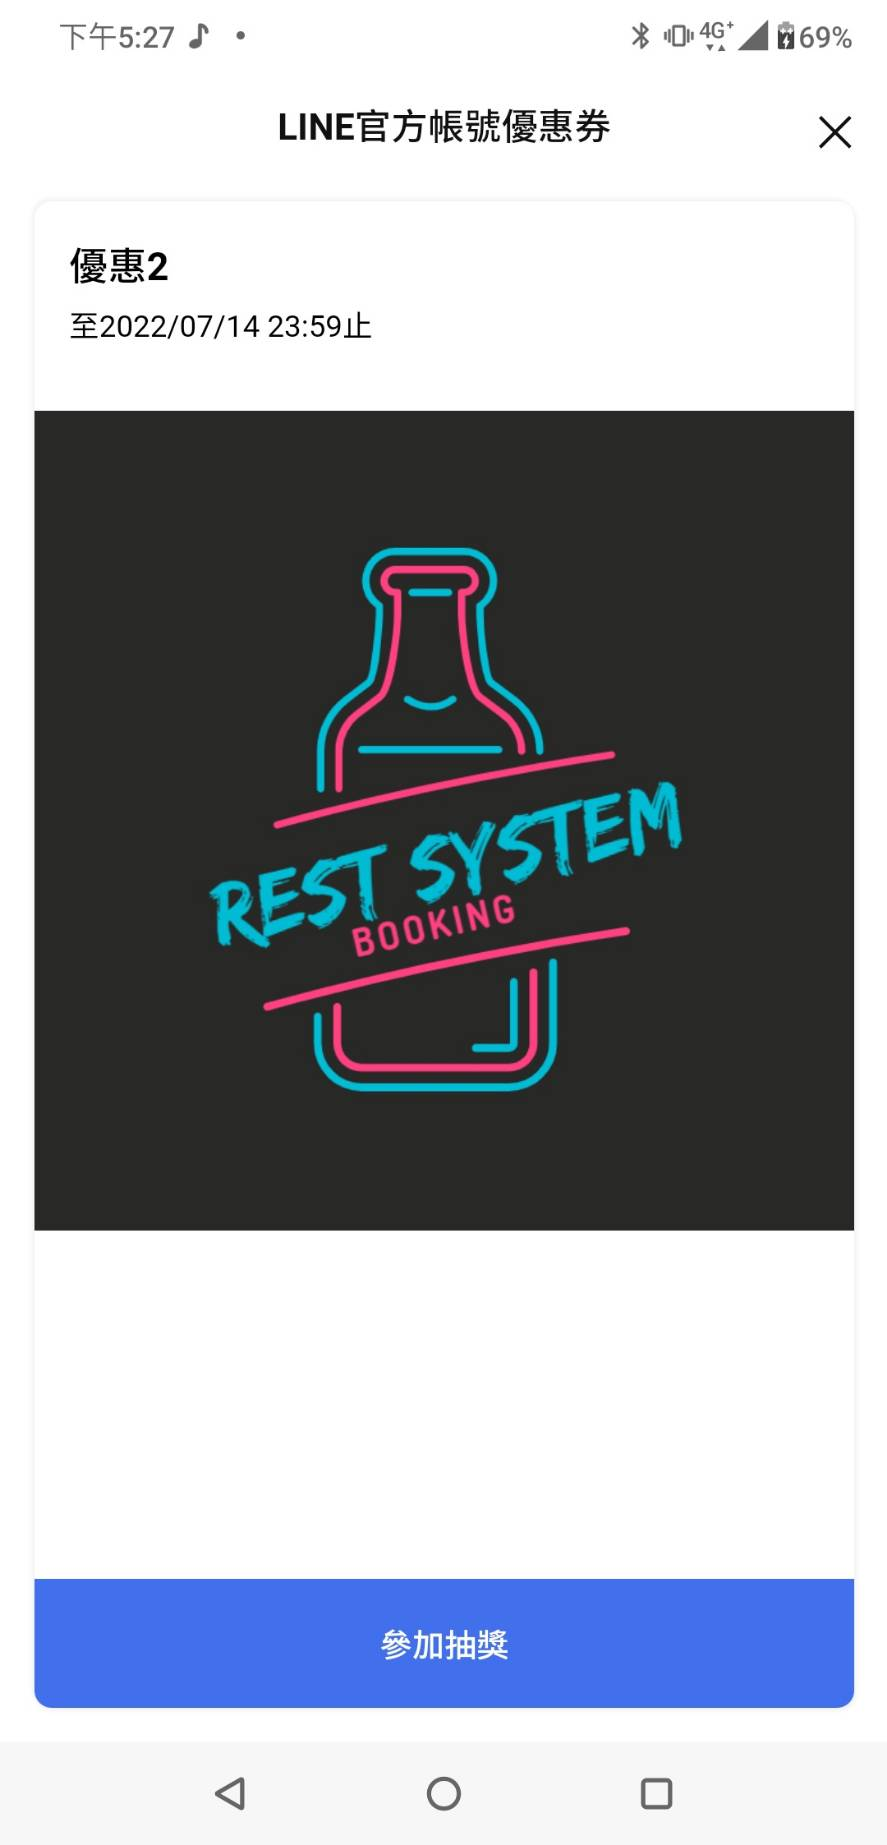 下午5:27
4G+
69%
LINE官方帳號優惠券
優惠2
至2022/07/14 23:59止
REST SYSTEM
BOOKING
參加抽獎